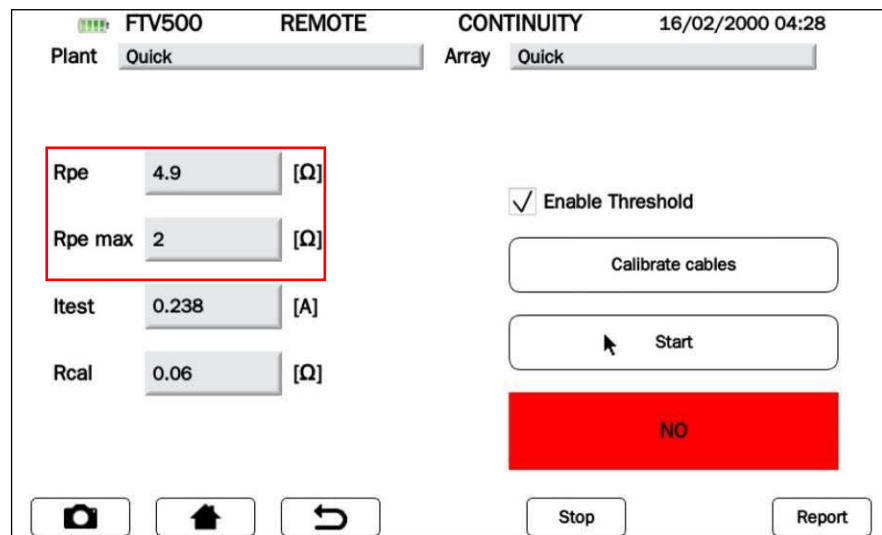 FTV500 REMOTE CONTINUITY 16/02/2000 04:28
Plant Quick Array Quick
Rpe 4.9 [Ω]
Enable Threshold
Rpe max 2 [Ω]
Calibrate cables
Itest 0.238 [A]
Start
Rcal 0.06 [Ω]
NO
Stop Report